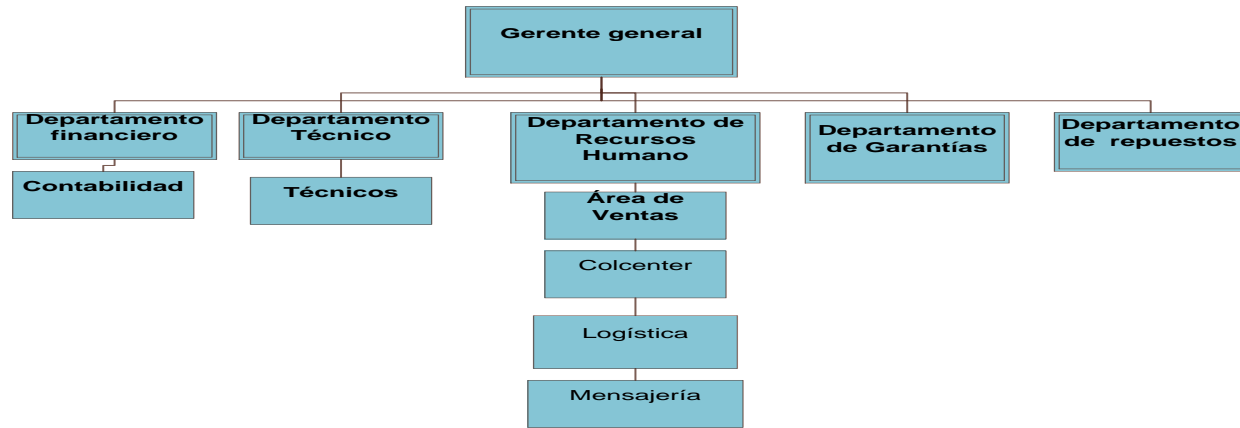 Gerente general
Departamento
financiero
Departamento
Técnico
Departamento de
Recursos
Humano
Departamento
de Garantías
Departamento
de repuestos
Contabilidad
Técnicos
Área de
Ventas
Colcenter
Logística
Mensajería